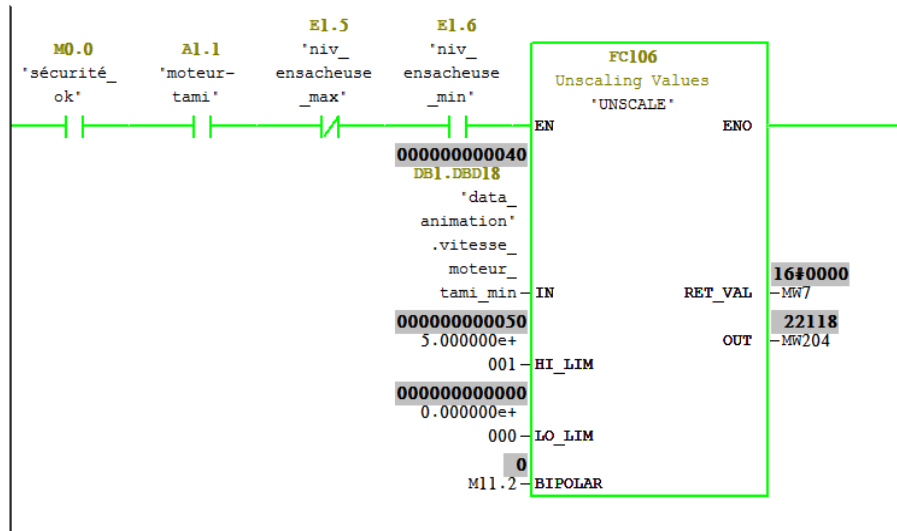 M0.0
"sécurité_
ok"
A1.1
"moteur-
tami"
E1.5
"niv_
ensacheuse
_max"
E1.6
"niv_
ensacheuse
_min"
FC106
Unscaling Values
"UNSCALE"
EN
ENO
000000000040
DB1.DBD18
"data_
animation"
.vitesse_
moteur_
tami_min
IN
RET_VAL
16#0000
MW7
000000000050
5.000000e+
001
HI_LIM
OUT
22118
MW204
000000000000
0.000000e+
000
LO_LIM
0
M11.2
BIPOLAR